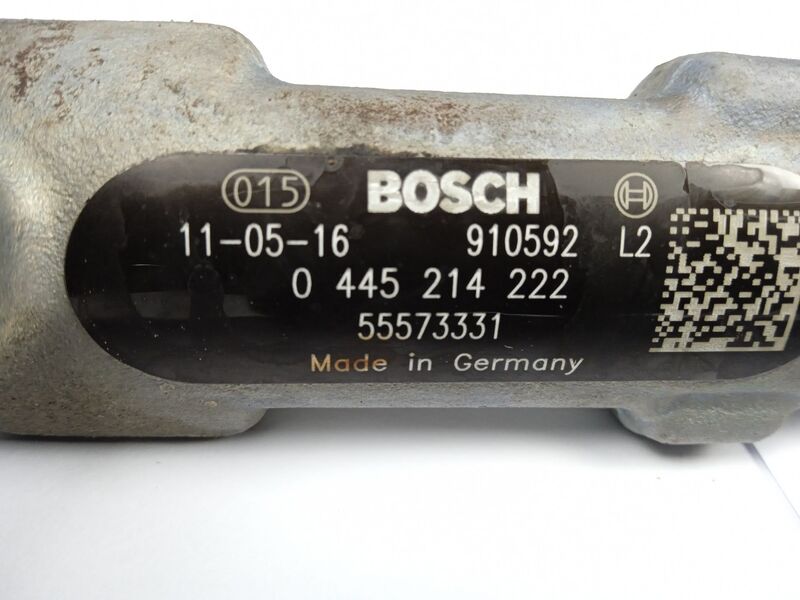 015 BOSCH
11-05-16 910592 L2
0 445 214 222
55573331
Made in Germany